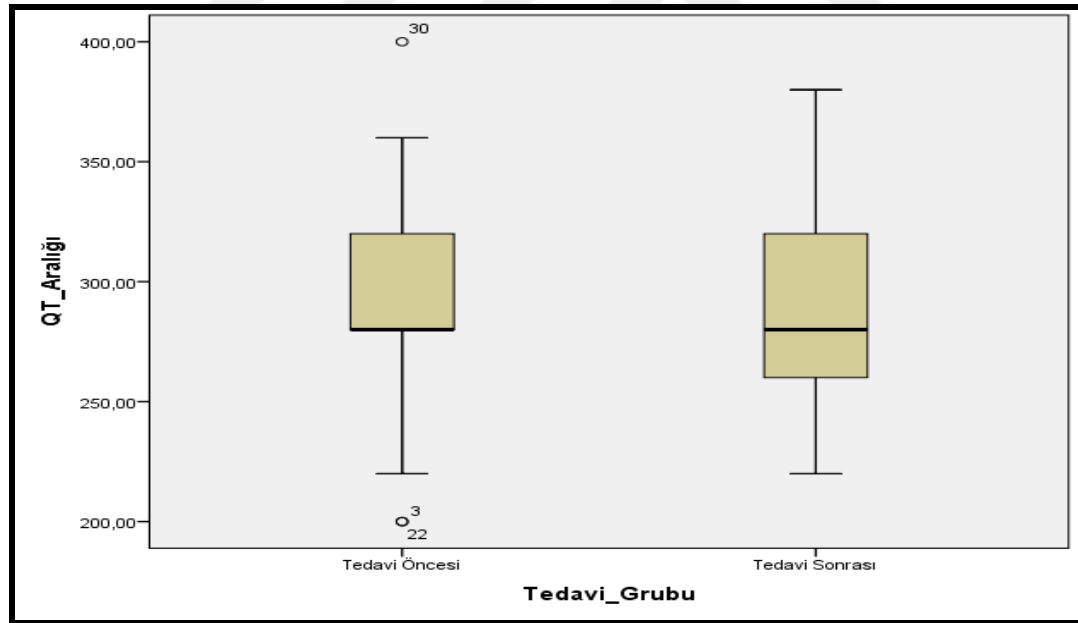 30
400,00
350,00
300,00
250,00
200,00
3
22
QT_Aralığı
Tedavi Öncesi
Tedavi Sonrası
Tedavi_Grubu